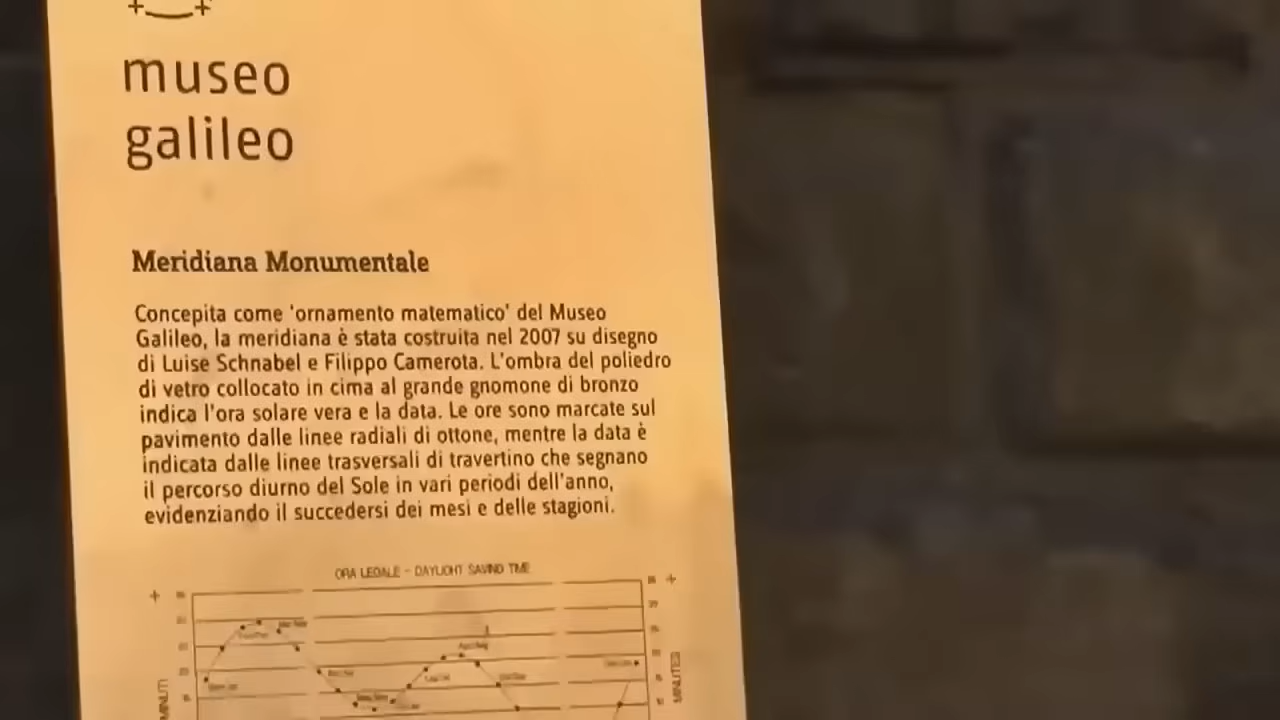 museo
galileo
Meridiana Monumentale
Concepita come 'ornamento matematico' del Museo
Galileo, la meridiana è stata costruita nel 2007 su disegno
di Luise Schnabel e Filippo Camerota. L'ombra del poliedro
di vetro collocato in cima al grande gnomone di bronzo
indica l'ora solare vera e la data. Le ore sono marcate sul
pavimento dalle linee radiali di ottone, mentre la data è
indicata dalle linee trasversali di travertino che segnano
il percorso diurno del Sole in vari periodi dell'anno,
evidenziando il succedersi dei mesi e delle stagioni.
ORA LEGALE - DAYLIGHT SAVING TIME
MINUTI
MINUTES